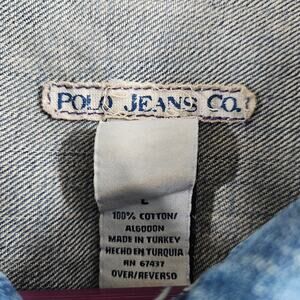 POLO JEANS CO.
L
100% COTTON/
ALGODON
MADE IN TURKEY
HECHO EN TURQUIA
RN 67437
OVER/REVERSO